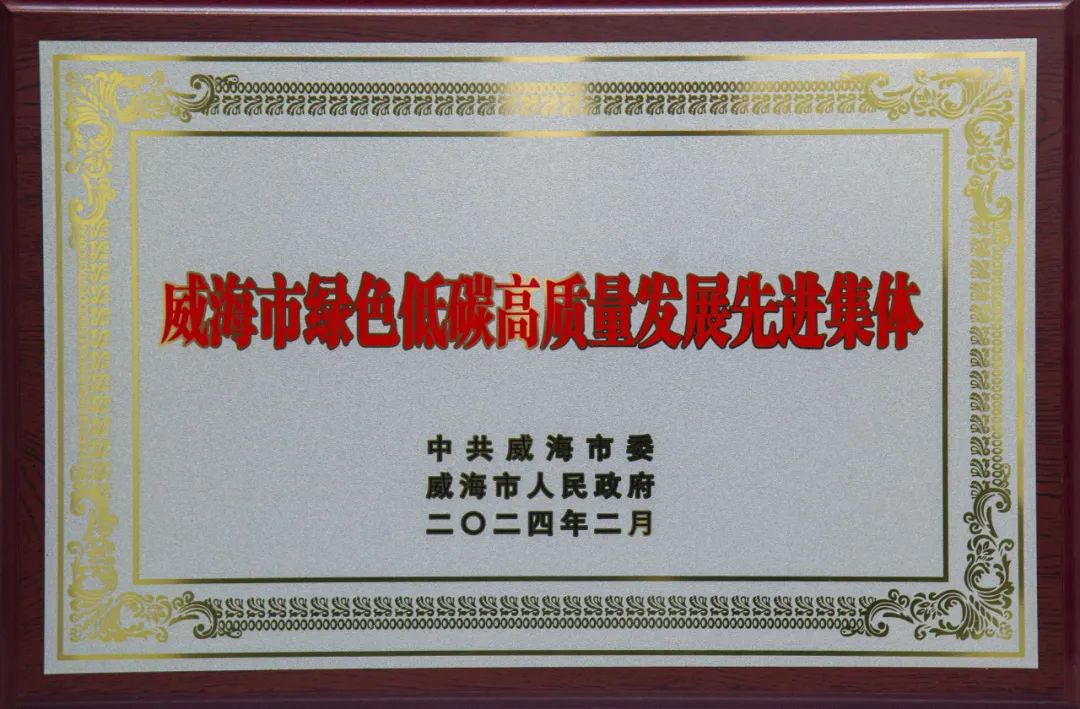 威海市绿色低碳高质量发展先进集体
中共威海市委
威海市人民政府
二〇二四年二月